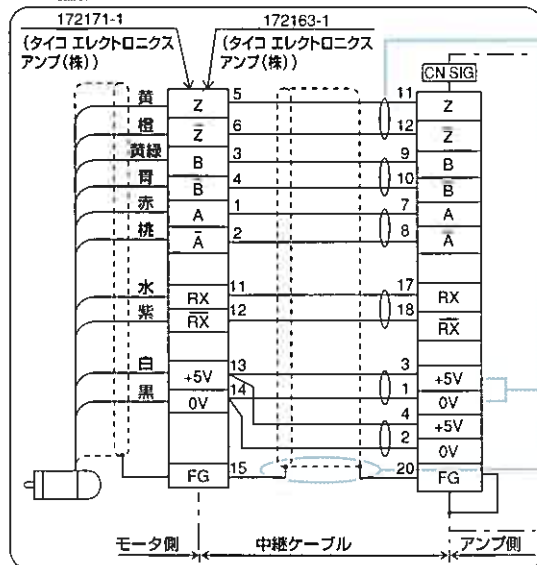 172171-1 172163-1
(タイコ エレクトロニクス (タイコ エレクトロニクス
アンプ(株)) アンプ(株))
CN SIG
黄 Z 5 11 Z
橙 Z̅ 6 12 Z̅
黄緑 B 3 9 B
青 B̅ 4 10 B̅
赤 A 1 7 A
桃 A̅ 2 8 A̅
水 RX 11 17 RX
紫 R̅X̅ 12 18 R̅X̅
白 +5V 13 3 +5V
黒 0V 14 1 0V
4 +5V
2 0V
FG 15 20 FG
モータ側 中継ケーブル アンプ側